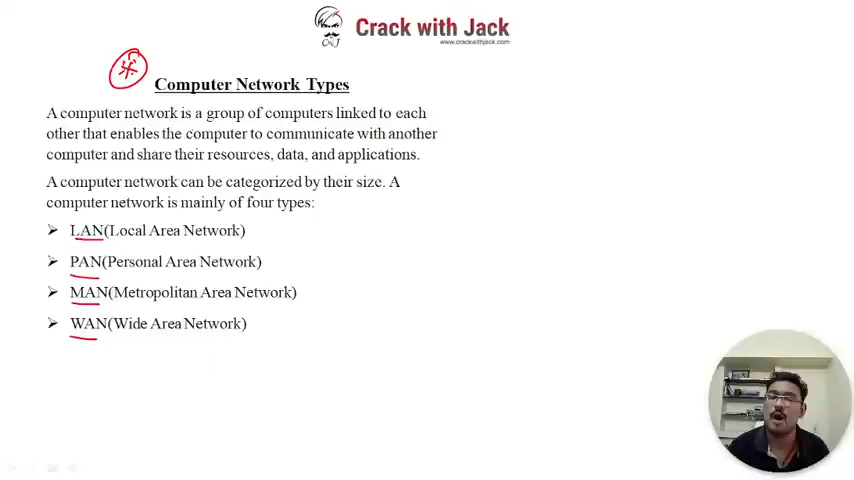 Crack with Jack
www.crackwithjack.com
Computer Network Types
A computer network is a group of computers linked to each
other that enables the computer to communicate with another
computer and share their resources, data, and applications.
A computer network can be categorized by their size. A
computer network is mainly of four types:
➢ LAN(Local Area Network)
➢ PAN(Personal Area Network)
➢ MAN(Metropolitan Area Network)
➢ WAN(Wide Area Network)